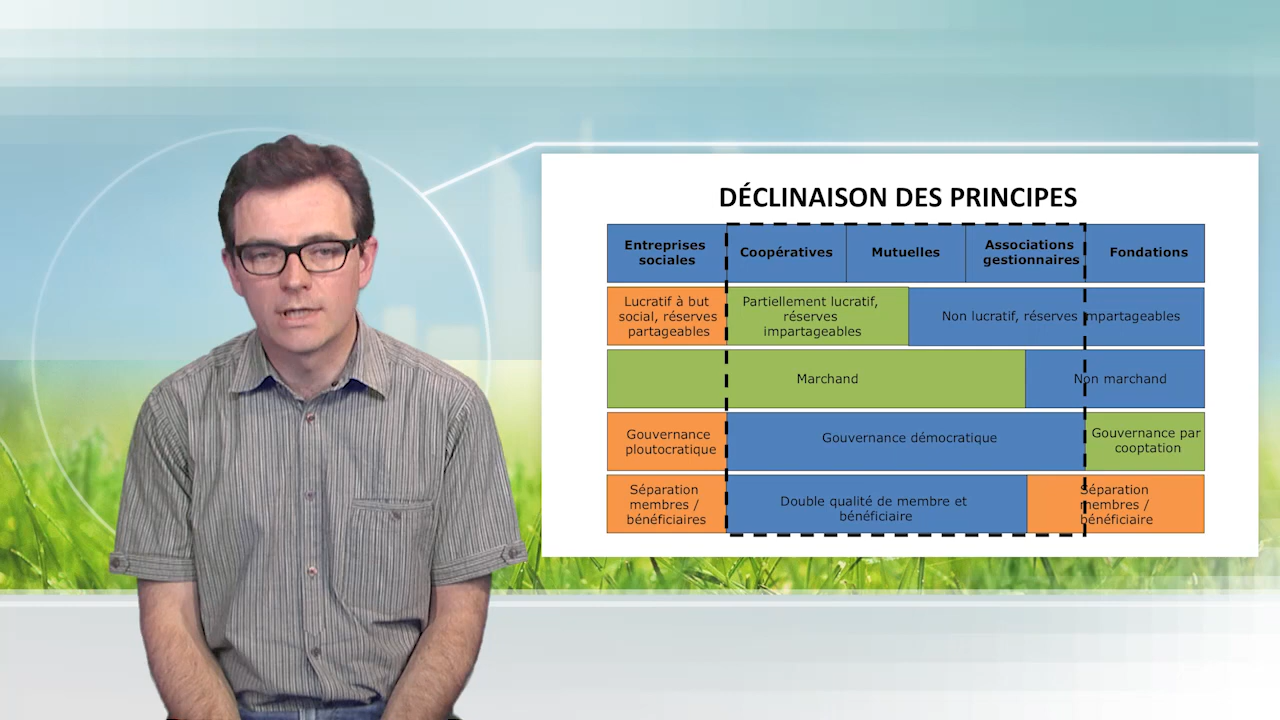 DÉCLINAISON DES PRINCIPES
Entreprises
sociales
Coopératives
Mutuelles
Associations
gestionnaires
Fondations
Lucratif à but
social, réserves
partageables
Partiellement lucratif,
réserves
impartageables
Non lucratif, réserves impartageables
Marchand
Non marchand
Gouvernance
ploutocratique
Gouvernance démocratique
Gouvernance par
cooptation
Séparation
membres /
bénéficiaires
Double qualité de membre et
bénéficiaire
Séparation
membres /
bénéficiaire